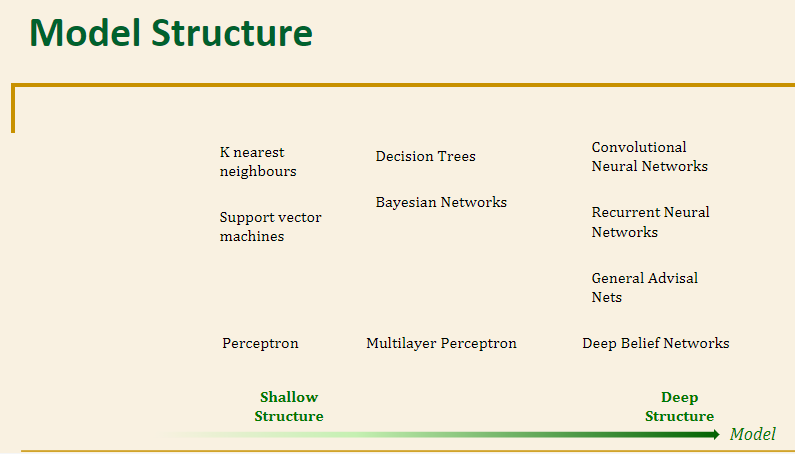 Model Structure
K nearest
neighbours
Support vector
machines
Perceptron
Decision Trees
Bayesian Networks
Multilayer Perceptron
Convolutional
Neural Networks
Recurrent Neural
Networks
General Advisal
Nets
Deep Belief Networks
Shallow
Structure
Deep
Structure
Model